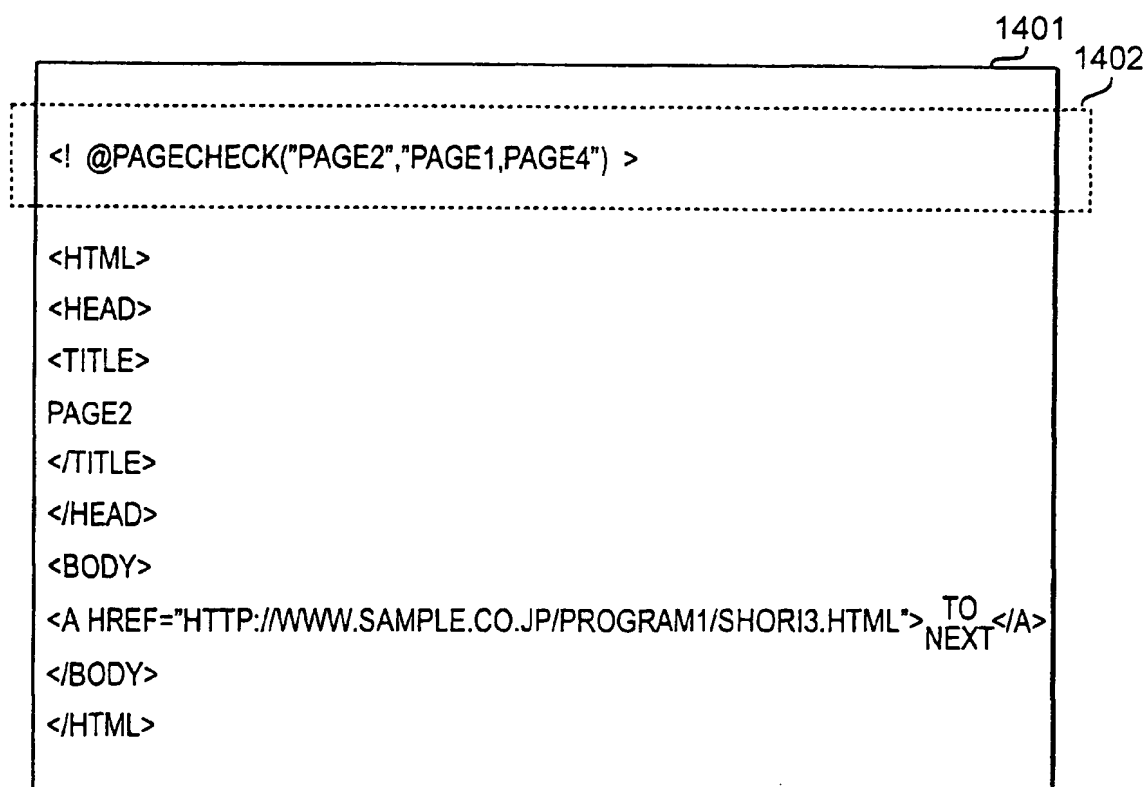 1401
1402
<! @PAGECHECK("PAGE2","PAGE1,PAGE4") >
<HTML>
<HEAD>
<TITLE>
PAGE2
</TITLE>
</HEAD>
<BODY>
<A HREF="HTTP://WWW.SAMPLE.CO.JP/PROGRAM1/SHORI3.HTML">TO NEXT</A>
</BODY>
</HTML>